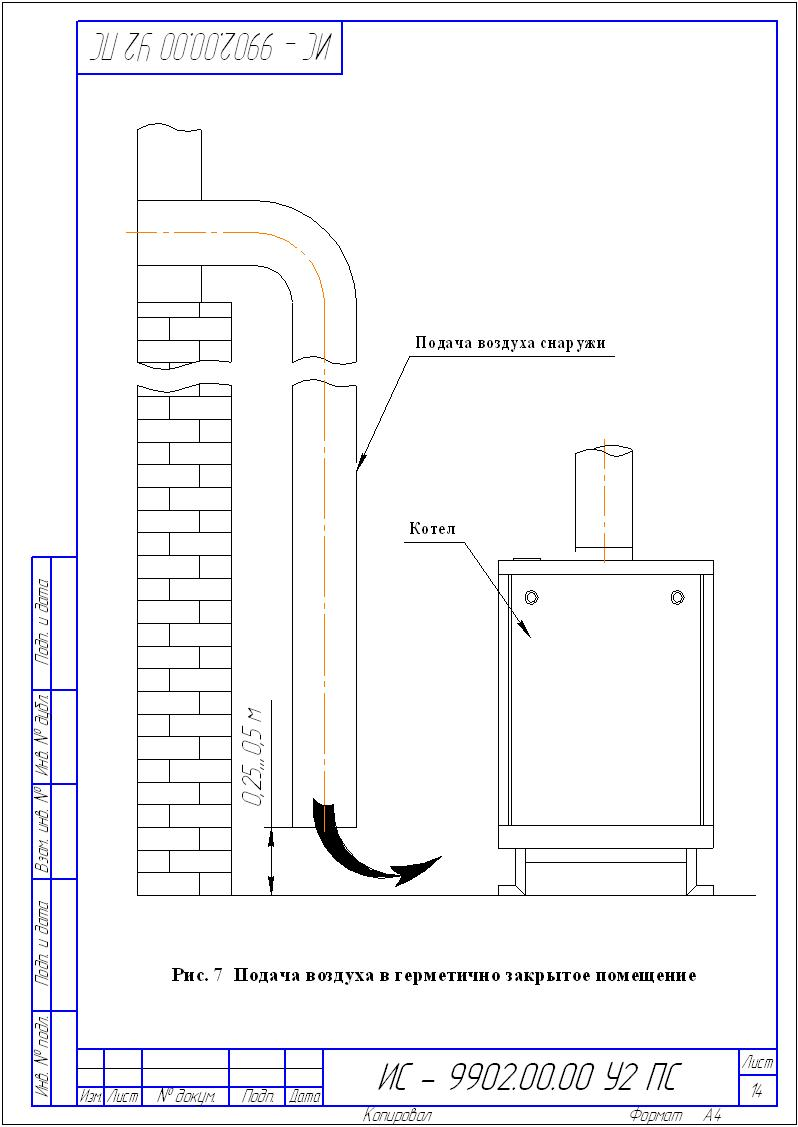 ИС - 9902.00.00 У2 ПС
Подача воздуха снаружи
Котел
0,25...0,5 м
Рис. 7 Подача воздуха в герметично закрытое помещение
Подп. и дата
Инв. № дубл.
Взам. инв. №
Подп. и дата
Инв. № подл.
Изм. Лист № докум. Подп. Дата
ИС - 9902.00.00 У2 ПС
Лист
14
Копировал Формат А4